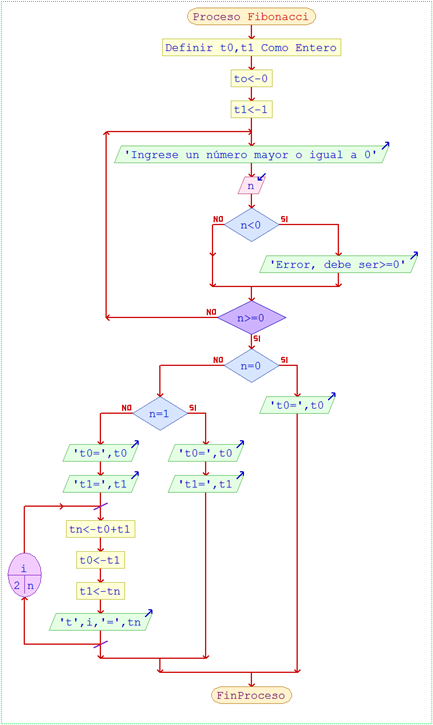 Proceso Fibonacci
Definir t0,t1 Como Entero
to<-0
t1<-1
'Ingrese un número mayor o igual a 0'
n
NO
n<0
SI
'Error, debe ser>=0'
NO
n>=0
SI
NO
n=0
SI
't0=',t0
NO
n=1
SI
't0=',t0
't0=',t0
't1=',t1
't1=',t1
tn<-t0+t1
t0<-t1
i
2 n
t1<-tn
't',i,'=',tn
FinProceso